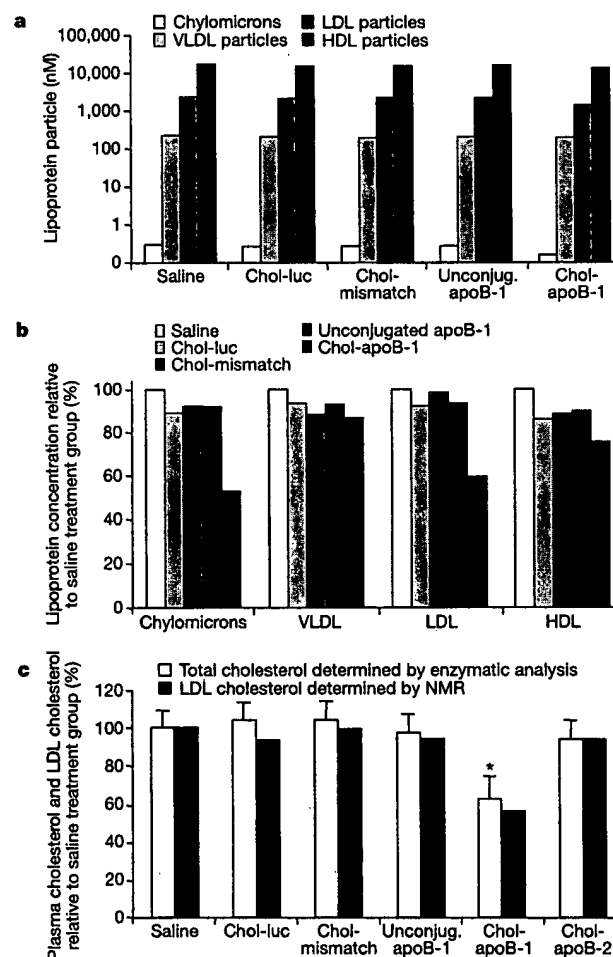 a
Chylomicrons LDL particles
VLDL particles HDL particles
Lipoprotein particle (nM)
100,000
10,000
1,000
100
10
1
0
Saline Chol-luc Chol- Unconjug. Chol-
mismatch apoB-1 apoB-1
b
Saline Unconjugated apoB-1
Chol-luc Chol-apoB-1
Chol-mismatch
Lipoprotein concentration relative
to saline treatment group (%)
100
80
60
40
20
0
Chylomicrons VLDL LDL HDL
c
Total cholesterol determined by enzymatic analysis
LDL cholesterol determined by NMR
Plasma cholesterol and LDL cholesterol
relative to saline treatment group (%)
120
100
80
60
40
20
0
*
Saline Chol-luc Chol- Unconjug. Chol- Chol-
mismatch apoB-1 apoB-1 apoB-2